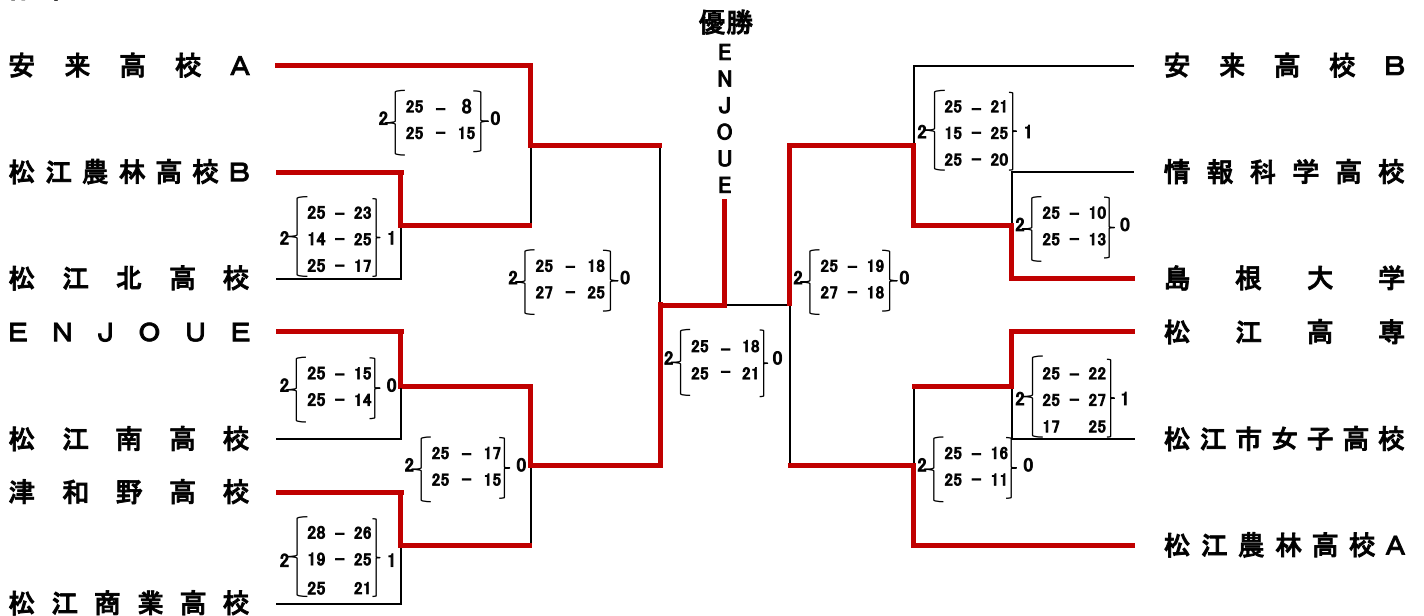 優勝
ENJOUE
安来高校A
2 25 - 8 0
25 - 15
松江農林高校B
25 - 23
2 14 - 25 1
25 - 17
松江北高校
2 25 - 18 0
27 - 25
ENJOUE
2 25 - 15 0
25 - 14
松江南高校
2 25 - 17 0
25 - 15
津和野高校
28 - 26
2 19 - 25 1
25 21
松江商業高校
2 25 - 18 0
25 - 21
安来高校B
25 - 21
2 15 - 25 1
25 - 20
情報科学高校
2 25 - 10 0
25 - 13
島根大学
2 25 - 19 0
27 - 18
松江高専
25 - 22
2 25 - 27 1
17 25
松江市女子高校
2 25 - 16 0
25 - 11
松江農林高校A